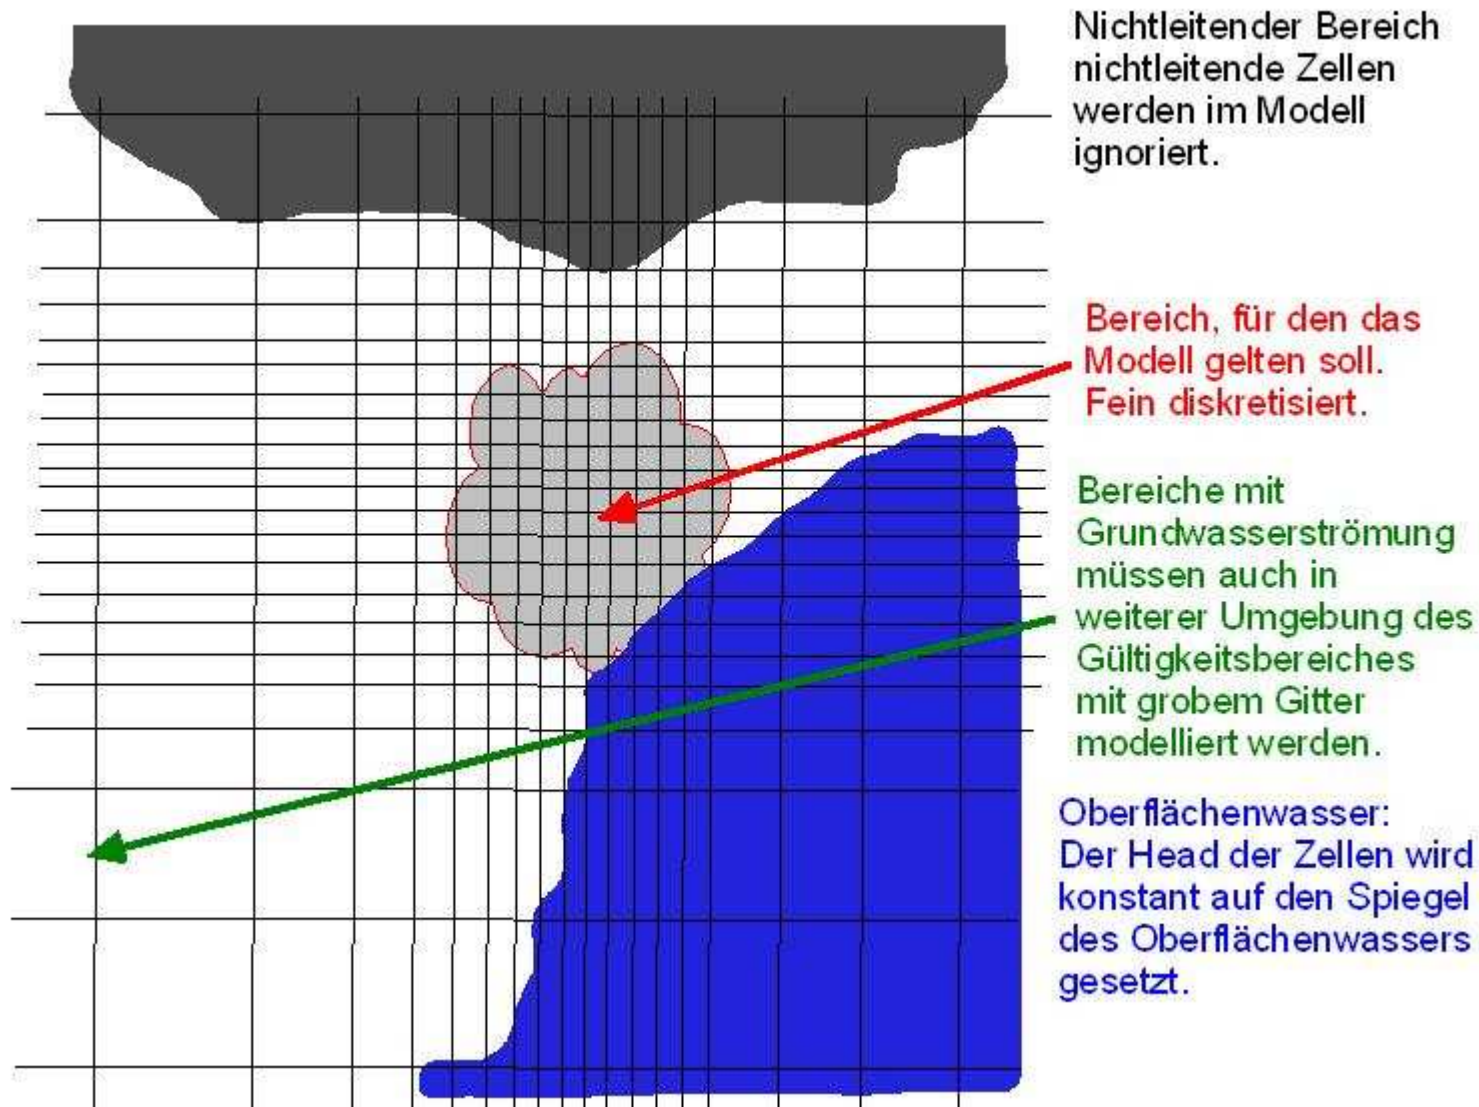 Nichtleitender Bereich
nichtleitende Zellen
werden im Modell
ignoriert.
Bereich, für den das
Modell gelten soll.
Fein diskretisiert.
Bereiche mit
Grundwasserströmung
müssen auch in
weiterer Umgebung des
Gültigkeitsbereiches
mit grobem Gitter
modelliert werden.
Oberflächenwasser:
Der Head der Zellen wird
konstant auf den Spiegel
des Oberflächenwassers
gesetzt.